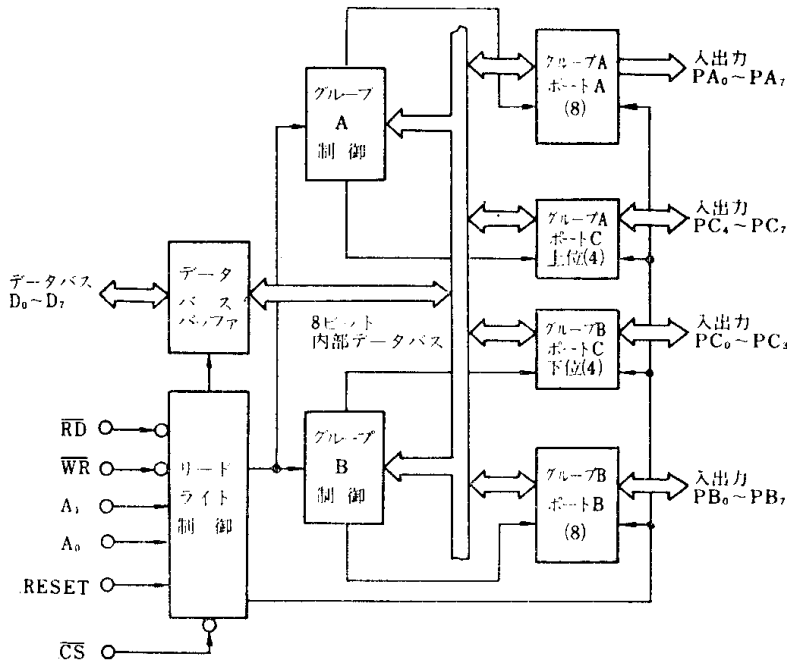 グループ
A
制 御
グループA
ポートA
(8)
入出力
PA₀～PA₇
グループA
ポートC
上位(4)
入出力
PC₄～PC₇
データバス
D₀～D₇
データ
バス
バッファ
8ビット
内部データバス
グループB
ポートC
下位(4)
入出力
PC₀～PC₃
R̅D̅
W̅R̅
A₁
A₀
RESET
C̅S̅
リード
ライト
制 御
グループ
B
制 御
グループB
ポートB
(8)
入出力
PB₀～PB₇